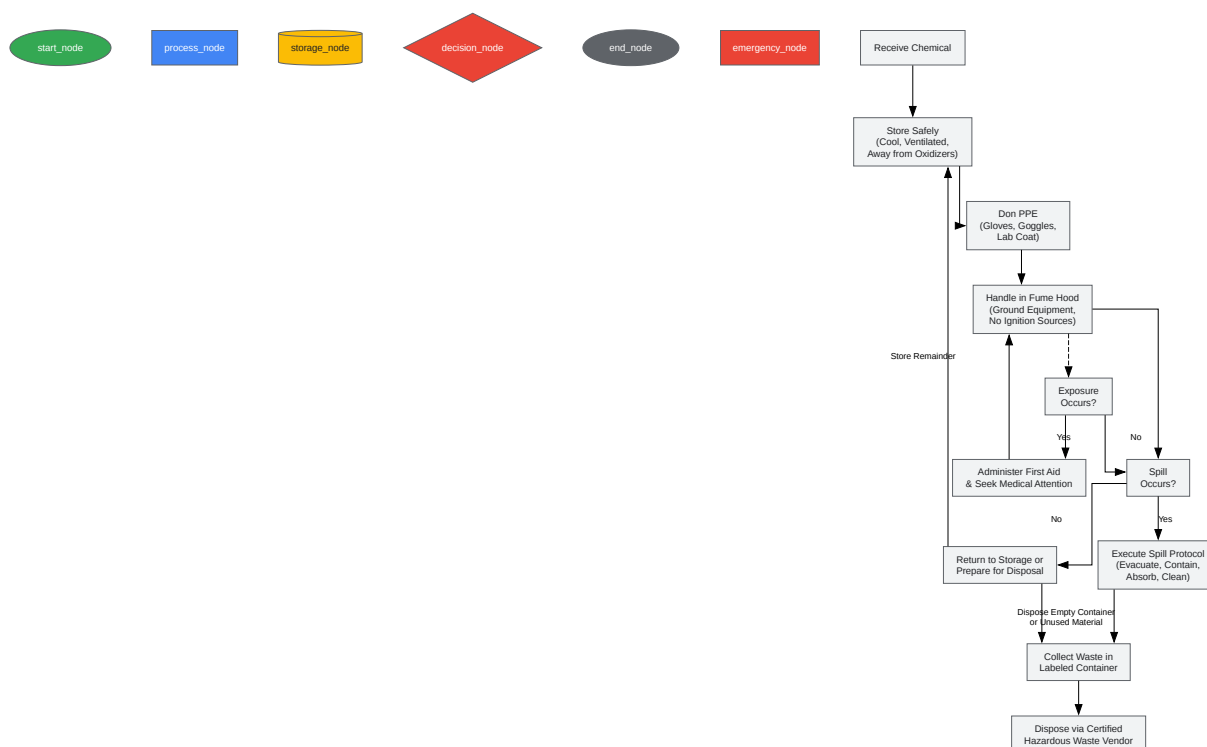 start_node
process_node
storage_node
decision_node
end_node
emergency_node
Receive Chemical
Store Safely
(Cool, Ventilated,
Away from Oxidizers)
Don PPE
(Gloves, Goggles,
Lab Coat)
Handle in Fume Hood
(Ground Equipment,
No Ignition Sources)
Store Remainder
Exposure
Occurs?
Yes
No
Administer First Aid
& Seek Medical Attention
Spill
Occurs?
No
Yes
Return to Storage or
Prepare for Disposal
Execute Spill Protocol
(Evacuate, Contain,
Absorb, Clean)
Dispose Empty Container
or Unused Material
Collect Waste in
Labeled Container
Dispose via Certified
Hazardous Waste Vendor